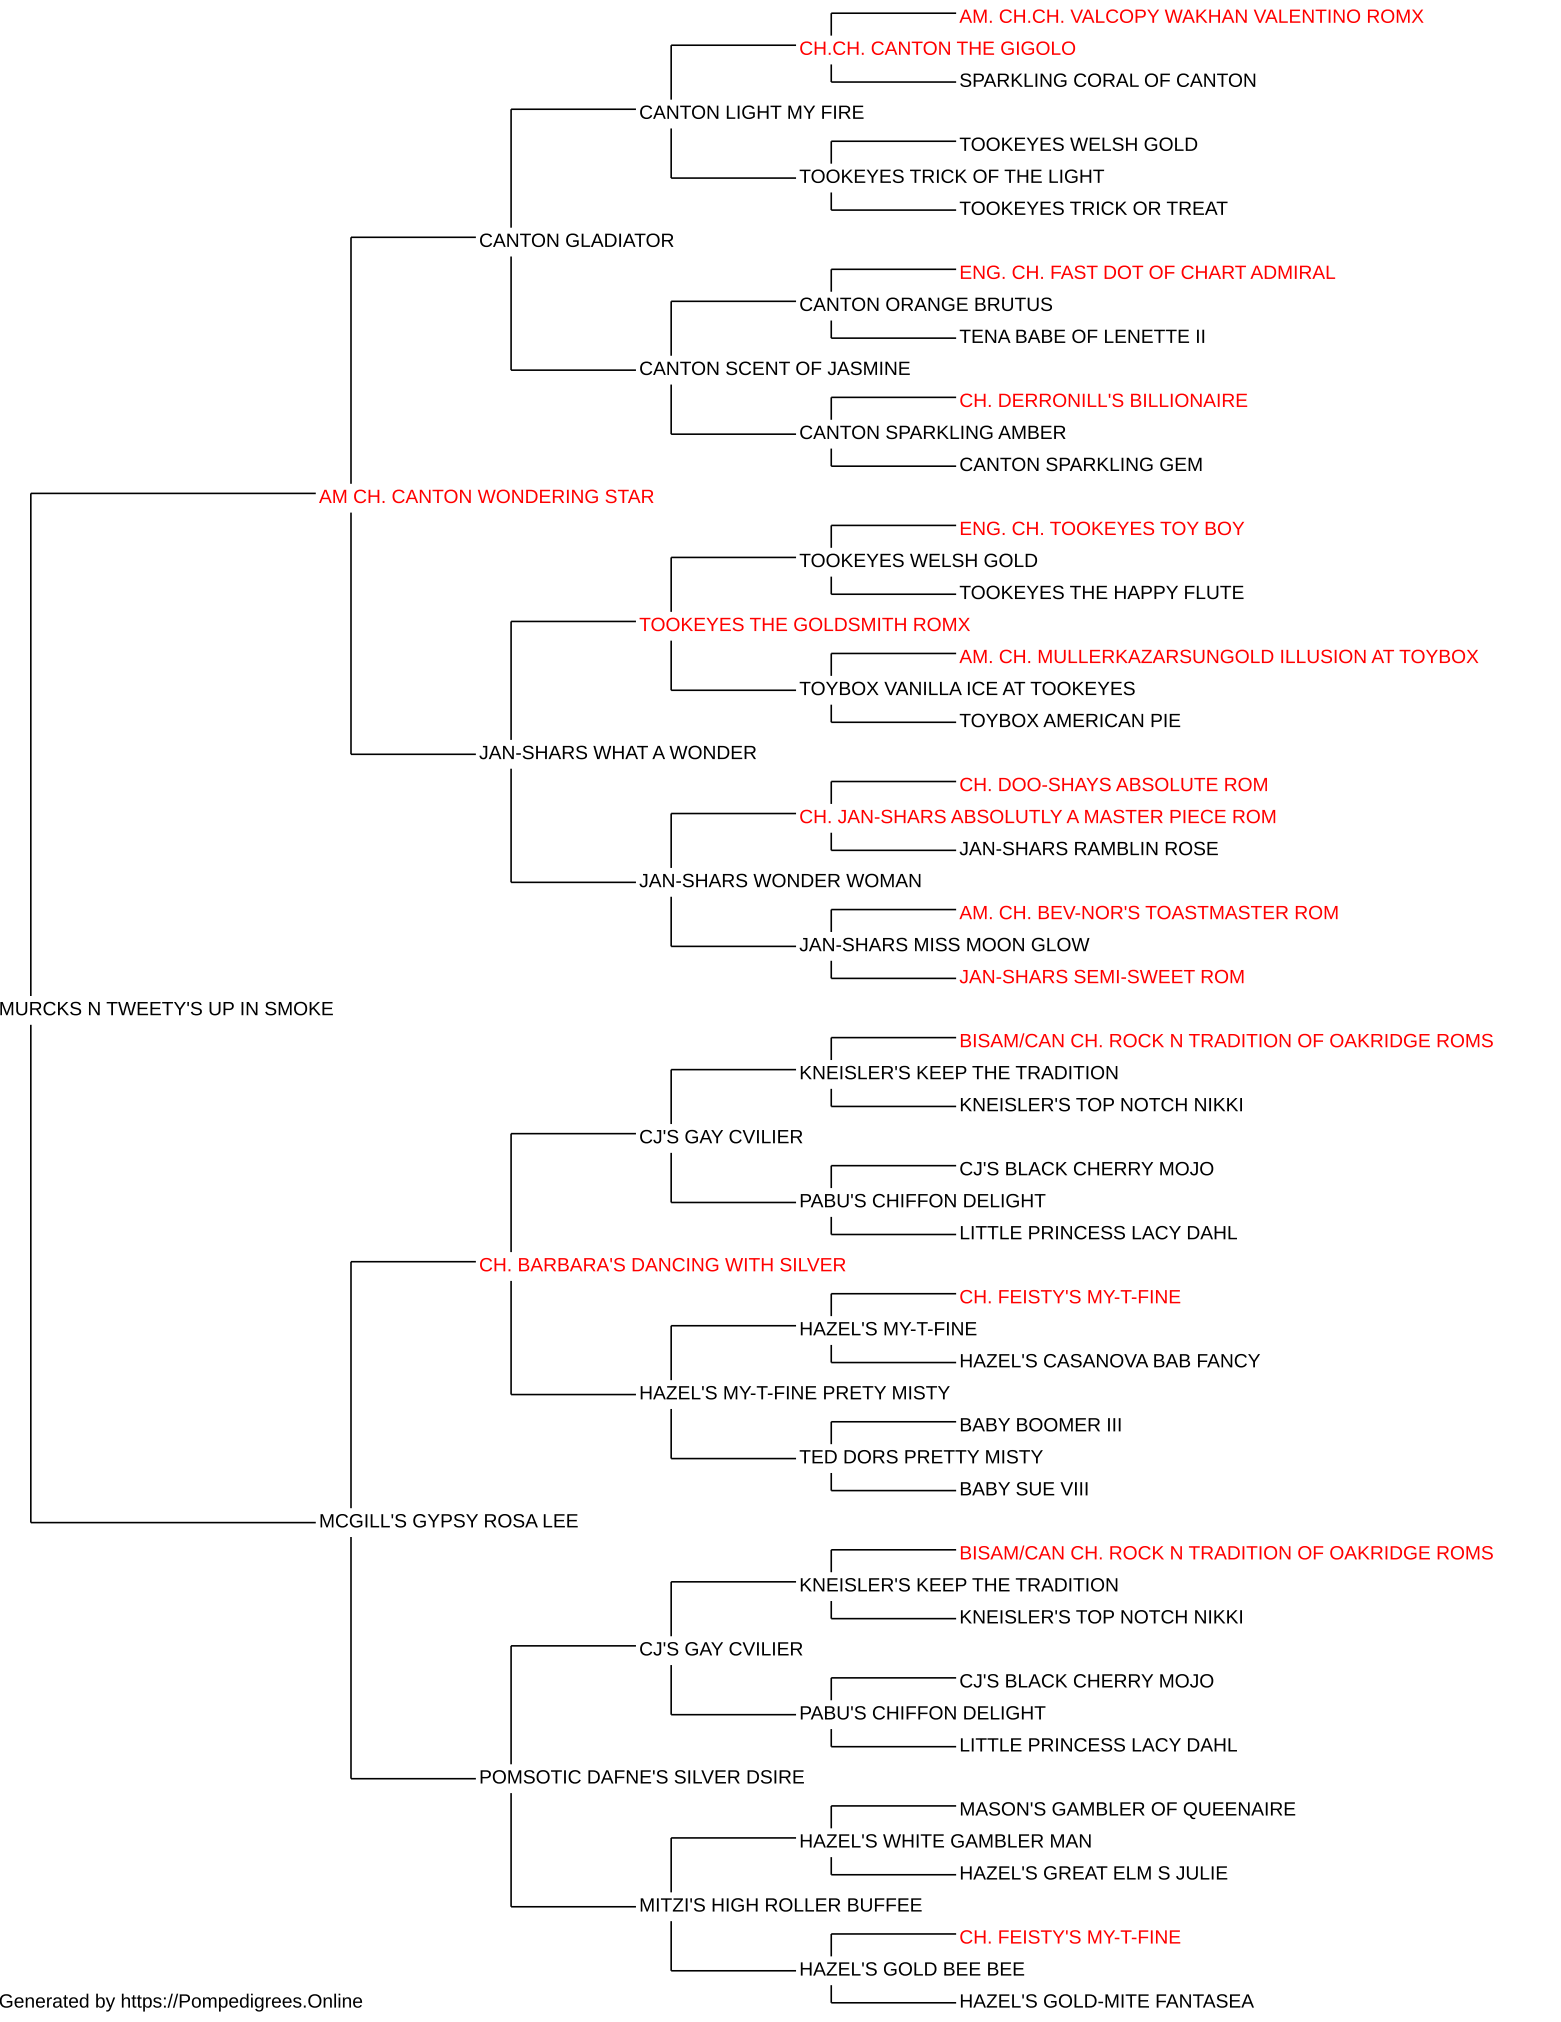 AM. CH.CH. VALCOPY WAKHAN VALENTINO ROMX
CH.CH. CANTON THE GIGOLO
SPARKLING CORAL OF CANTON
CANTON LIGHT MY FIRE
TOOKEYES WELSH GOLD
TOOKEYES TRICK OF THE LIGHT
TOOKEYES TRICK OR TREAT
CANTON GLADIATOR
ENG. CH. FAST DOT OF CHART ADMIRAL
CANTON ORANGE BRUTUS
TENA BABE OF LENETTE II
CANTON SCENT OF JASMINE
CH. DERRONILL'S BILLIONAIRE
CANTON SPARKLING AMBER
CANTON SPARKLING GEM
AM CH. CANTON WONDERING STAR
ENG. CH. TOOKEYES TOY BOY
TOOKEYES WELSH GOLD
TOOKEYES THE HAPPY FLUTE
TOOKEYES THE GOLDSMITH ROMX
AM. CH. MULLERKAZARSUNGOLD ILLUSION AT TOYBOX
TOYBOX VANILLA ICE AT TOOKEYES
TOYBOX AMERICAN PIE
JAN-SHARS WHAT A WONDER
CH. DOO-SHAYS ABSOLUTE ROM
CH. JAN-SHARS ABSOLUTLY A MASTER PIECE ROM
JAN-SHARS RAMBLIN ROSE
JAN-SHARS WONDER WOMAN
AM. CH. BEV-NOR'S TOASTMASTER ROM
JAN-SHARS MISS MOON GLOW
JAN-SHARS SEMI-SWEET ROM
MURCKS N TWEETY'S UP IN SMOKE
BISAM/CAN CH. ROCK N TRADITION OF OAKRIDGE ROMS
KNEISLER'S KEEP THE TRADITION
KNEISLER'S TOP NOTCH NIKKI
CJ'S GAY CVILIER
CJ'S BLACK CHERRY MOJO
PABU'S CHIFFON DELIGHT
LITTLE PRINCESS LACY DAHL
CH. BARBARA'S DANCING WITH SILVER
CH. FEISTY'S MY-T-FINE
HAZEL'S MY-T-FINE
HAZEL'S CASANOVA BAB FANCY
HAZEL'S MY-T-FINE PRETY MISTY
BABY BOOMER III
TED DORS PRETTY MISTY
BABY SUE VIII
MCGILL'S GYPSY ROSA LEE
BISAM/CAN CH. ROCK N TRADITION OF OAKRIDGE ROMS
KNEISLER'S KEEP THE TRADITION
KNEISLER'S TOP NOTCH NIKKI
CJ'S GAY CVILIER
CJ'S BLACK CHERRY MOJO
PABU'S CHIFFON DELIGHT
LITTLE PRINCESS LACY DAHL
POMSOTIC DAFNE'S SILVER DSIRE
MASON'S GAMBLER OF QUEENAIRE
HAZEL'S WHITE GAMBLER MAN
HAZEL'S GREAT ELM S JULIE
MITZI'S HIGH ROLLER BUFFEE
CH. FEISTY'S MY-T-FINE
HAZEL'S GOLD BEE BEE
HAZEL'S GOLD-MITE FANTASEA
Generated by https://Pompedigrees.Online